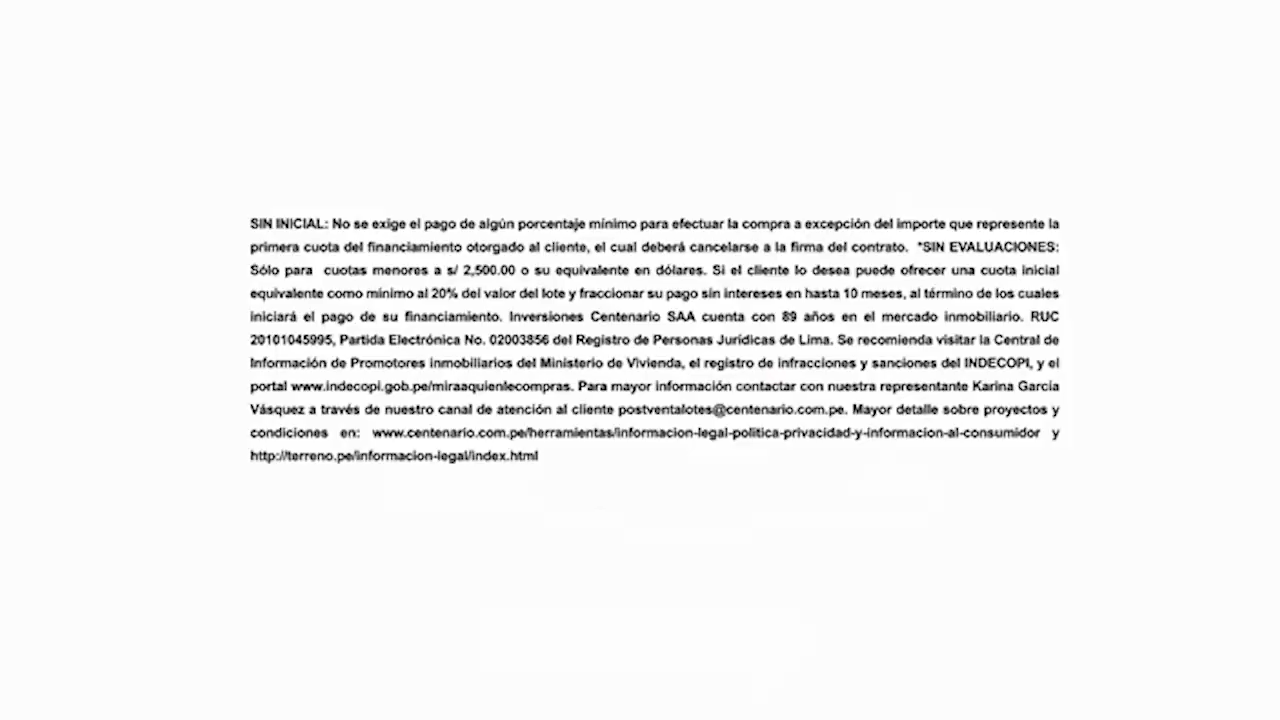 SIN INICIAL: No se exige el pago de algún porcentaje mínimo para efectuar la compra a excepción del importe que represente la
primera cuota del financiamiento otorgado al cliente, el cual deberá cancelarse a la firma del contrato. *SIN EVALUACIONES:
Sólo para cuotas menores a s/ 2,500.00 o su equivalente en dólares. Si el cliente lo desea puede ofrecer una cuota inicial
equivalente como mínimo al 20% del valor del lote y fraccionar su pago sin intereses en hasta 10 meses, al término de los cuales
iniciará el pago de su financiamiento. Inversiones Centenario SAA cuenta con 89 años en el mercado inmobiliario. RUC
20101045995, Partida Electrónica No. 02003856 del Registro de Personas Jurídicas de Lima. Se recomienda visitar la Central de
Información de Promotores inmobiliarios del Ministerio de Vivienda, el registro de infracciones y sanciones del INDECOPI, y el
portal www.indecopi.gob.pe/miraaquienlecompras. Para mayor información contactar con nuestra representante Karina García
Vásquez a través de nuestro canal de atención al cliente postventalotes@centenario.com.pe. Mayor detalle sobre proyectos y
condiciones en: www.centenario.com.pe/herramientas/informacion-legal-politica-privacidad-y-informacion-al-consumidor y
http://terreno.pe/informacion-legal/index.html